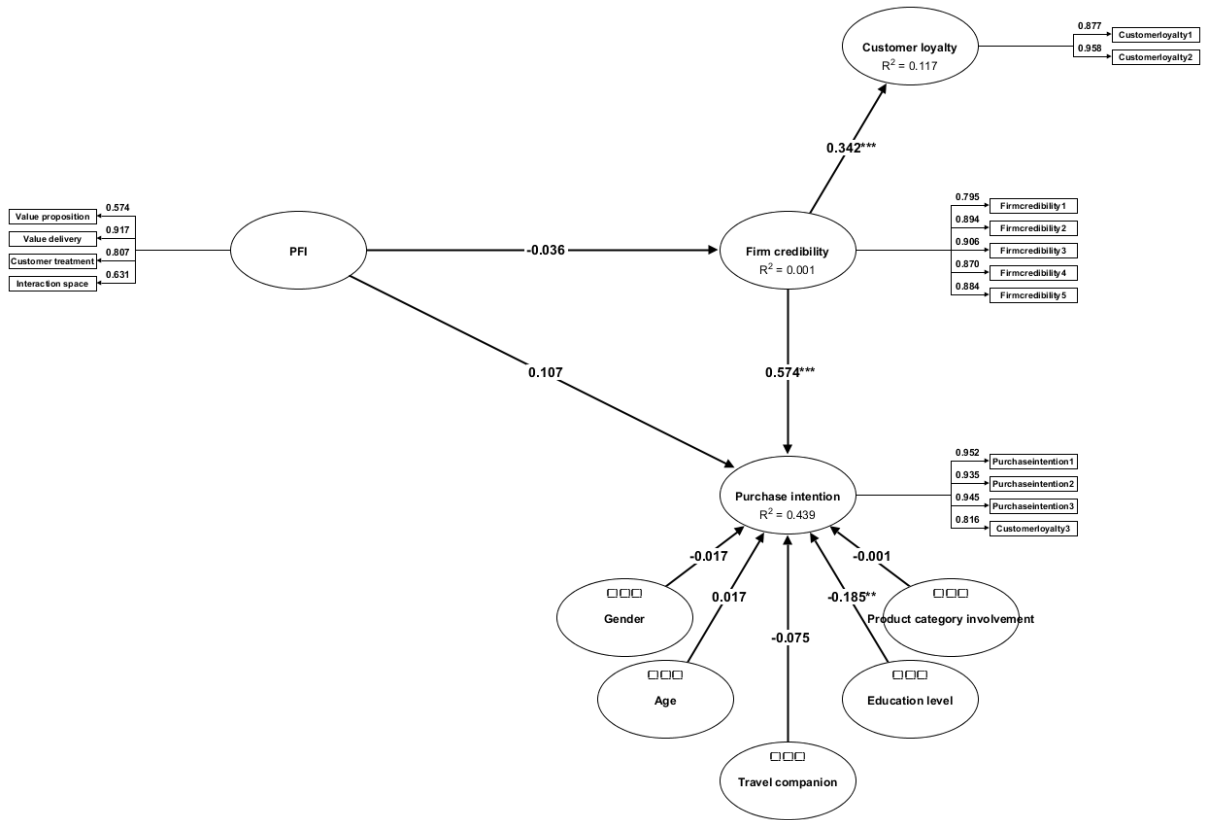 0.877
Customerloyalty1
0.958
Customerloyalty2
Customer loyalty
R² = 0.117
0.342***
0.574
Value proposition
0.917
Value delivery
0.807
Customer treatment
0.631
Interaction space
PFI
-0.036
Firm credibility
R² = 0.001
0.795
Firmcredibility1
0.894
Firmcredibility2
0.906
Firmcredibility3
0.870
Firmcredibility4
0.884
Firmcredibility5
0.107
0.574***
Purchase intention
R² = 0.439
0.952
Purchaseintention1
0.935
Purchaseintention2
0.945
Purchaseintention3
0.816
Customerloyalty3
-0.017
0.017
-0.075
-0.185**
-0.001
□□□
Gender
□□□
Product category involvement
□□□
Age
□□□
Education level
□□□
Travel companion